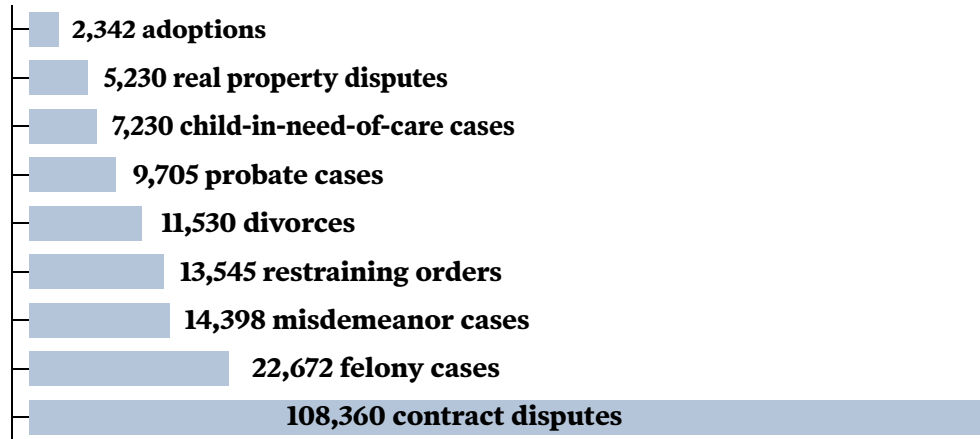 2,342 adoptions
5,230 real property disputes
7,230 child-in-need-of-care cases
9,705 probate cases
11,530 divorces
13,545 restraining orders
14,398 misdemeanor cases
22,672 felony cases
108,360 contract disputes